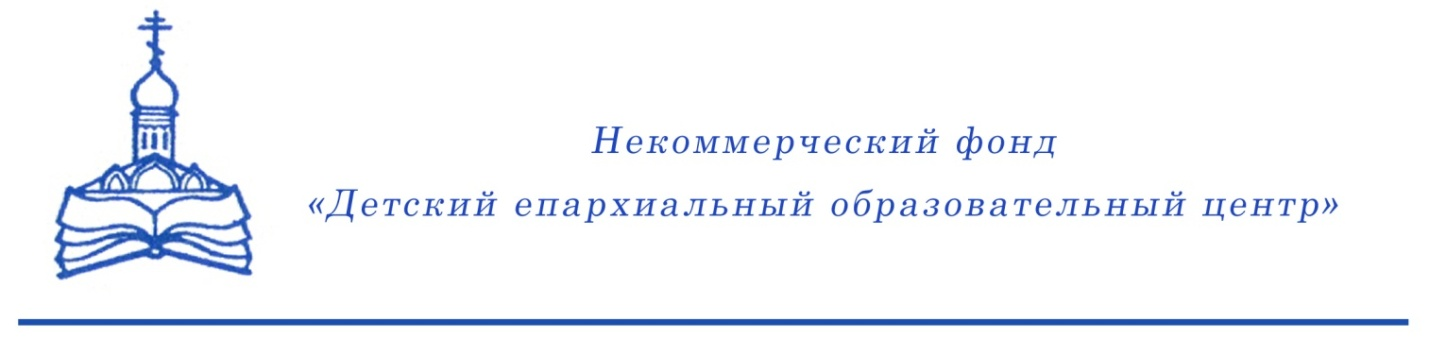 Некоммерческий фонд
«Детский епархиальный образовательный центр»